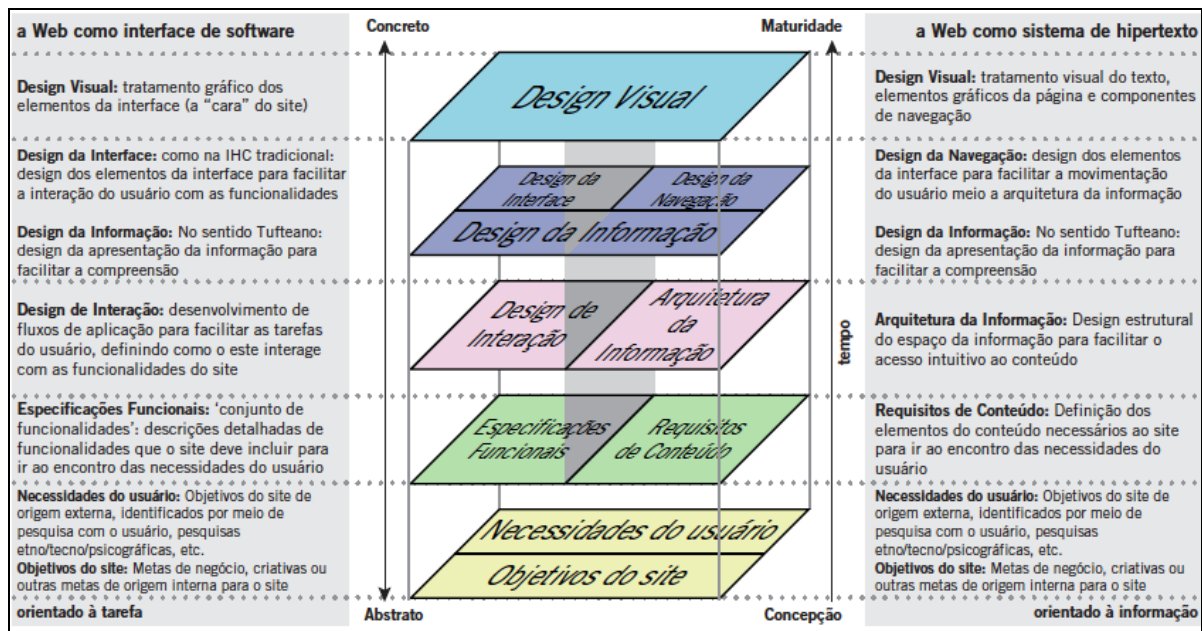 a Web como interface de software
Design Visual: tratamento gráfico dos
elementos da interface (a “cara” do site)
Design da Interface: como na IHC tradicional:
design dos elementos da interface para facilitar
a interação do usuário com as funcionalidades
Design da Informação: No sentido Tufteano:
design da apresentação da informação para
facilitar a compreensão
Design de Interação: desenvolvimento de
fluxos de aplicação para facilitar as tarefas
do usuário, definindo como o este interage
com as funcionalidades do site
Especificações Funcionais: ‘conjunto de
funcionalidades’: descrições detalhadas de
funcionalidades que o site deve incluir para
ir ao encontro das necessidades do usuário
Necessidades do usuário: Objetivos do site de
origem externa, identificados por meio de
pesquisa com o usuário, pesquisas
etno/tecno/psicográficas, etc.
Objetivos do site: Metas de negócio, criativas ou
outras metas de origem interna para o site
orientado à tarefa
Concreto
Maturidade
Design Visual
Design da
Interface
Design da
Navegação
Design da Informação
Design de
Interação
Arquitetura
da
Informação
Especificações
Funcionais
Requisitos
de Conteúdo
Necessidades do usuário
Objetivos do site
tempo
Abstrato
Concepção
a Web como sistema de hipertexto
Design Visual: tratamento visual do texto,
elementos gráficos da página e componentes
de navegação
Design da Navegação: design dos elementos
da interface para facilitar a movimentação
do usuário meio a arquitetura da informação
Design da Informação: No sentido Tufteano:
design da apresentação da informação para
facilitar a compreensão
Arquitetura da Informação: Design estrutural
do espaço da informação para facilitar o
acesso intuitivo ao conteúdo
Requisitos de Conteúdo: Definição dos
elementos do conteúdo necessários ao site
para ir ao encontro das necessidades do
usuário
Necessidades do usuário: Objetivos do site de
origem externa, identificados por meio de
pesquisa com o usuário, pesquisas
etno/tecno/psicográficas, etc.
Objetivos do site: Metas de negócio, criativas ou
outras metas de origem interna para o site
orientado à informação